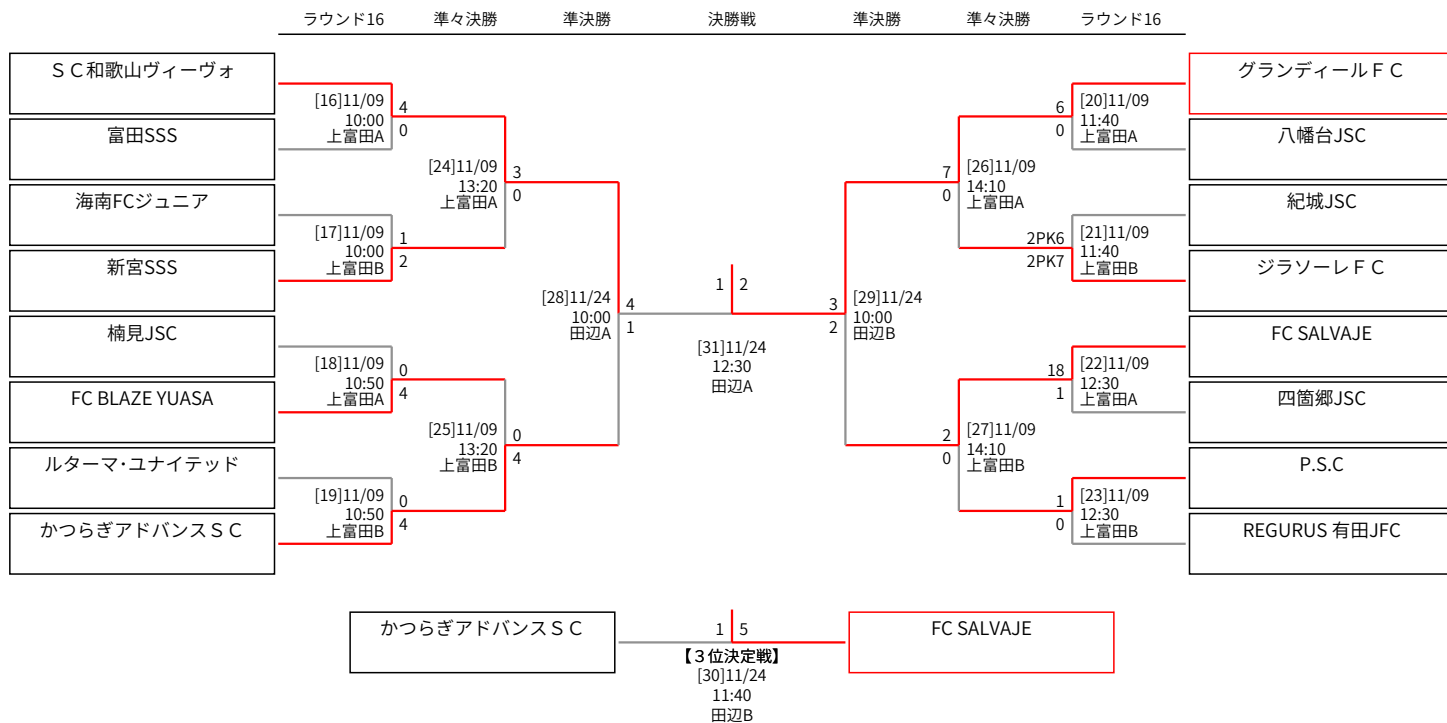 ラウンド16
準々決勝
準決勝
決勝戦
準決勝
準々決勝
ラウンド16
ＳＣ和歌山ヴィーヴォ
富田SSS
海南FCジュニア
新宮SSS
楠見JSC
FC BLAZE YUASA
ルターマ・ユナイテッド
かつらぎアドバンスＳＣ
[16]11/09
10:00
上富田A
4
0
[17]11/09
10:00
上富田B
1
2
[18]11/09
10:50
上富田A
0
4
[19]11/09
10:50
上富田B
0
4
[24]11/09
13:20
上富田A
3
0
[25]11/09
13:20
上富田B
0
4
[28]11/24
10:00
田辺A
4
1
1 2
[31]11/24
12:30
田辺A
3
2
[29]11/24
10:00
田辺B
7
0
[26]11/09
14:10
上富田A
2
0
[27]11/09
14:10
上富田B
6
0
[20]11/09
11:40
上富田A
2PK6
2PK7
[21]11/09
11:40
上富田B
18
1
[22]11/09
12:30
上富田A
1
0
[23]11/09
12:30
上富田B
グランディールＦＣ
八幡台JSC
紀城JSC
ジラソーレＦＣ
FC SALVAJE
四箇郷JSC
P.S.C
REGURUS 有田JFC
かつらぎアドバンスＳＣ
1 5
FC SALVAJE
【３位決定戦】
[30]11/24
11:40
田辺B